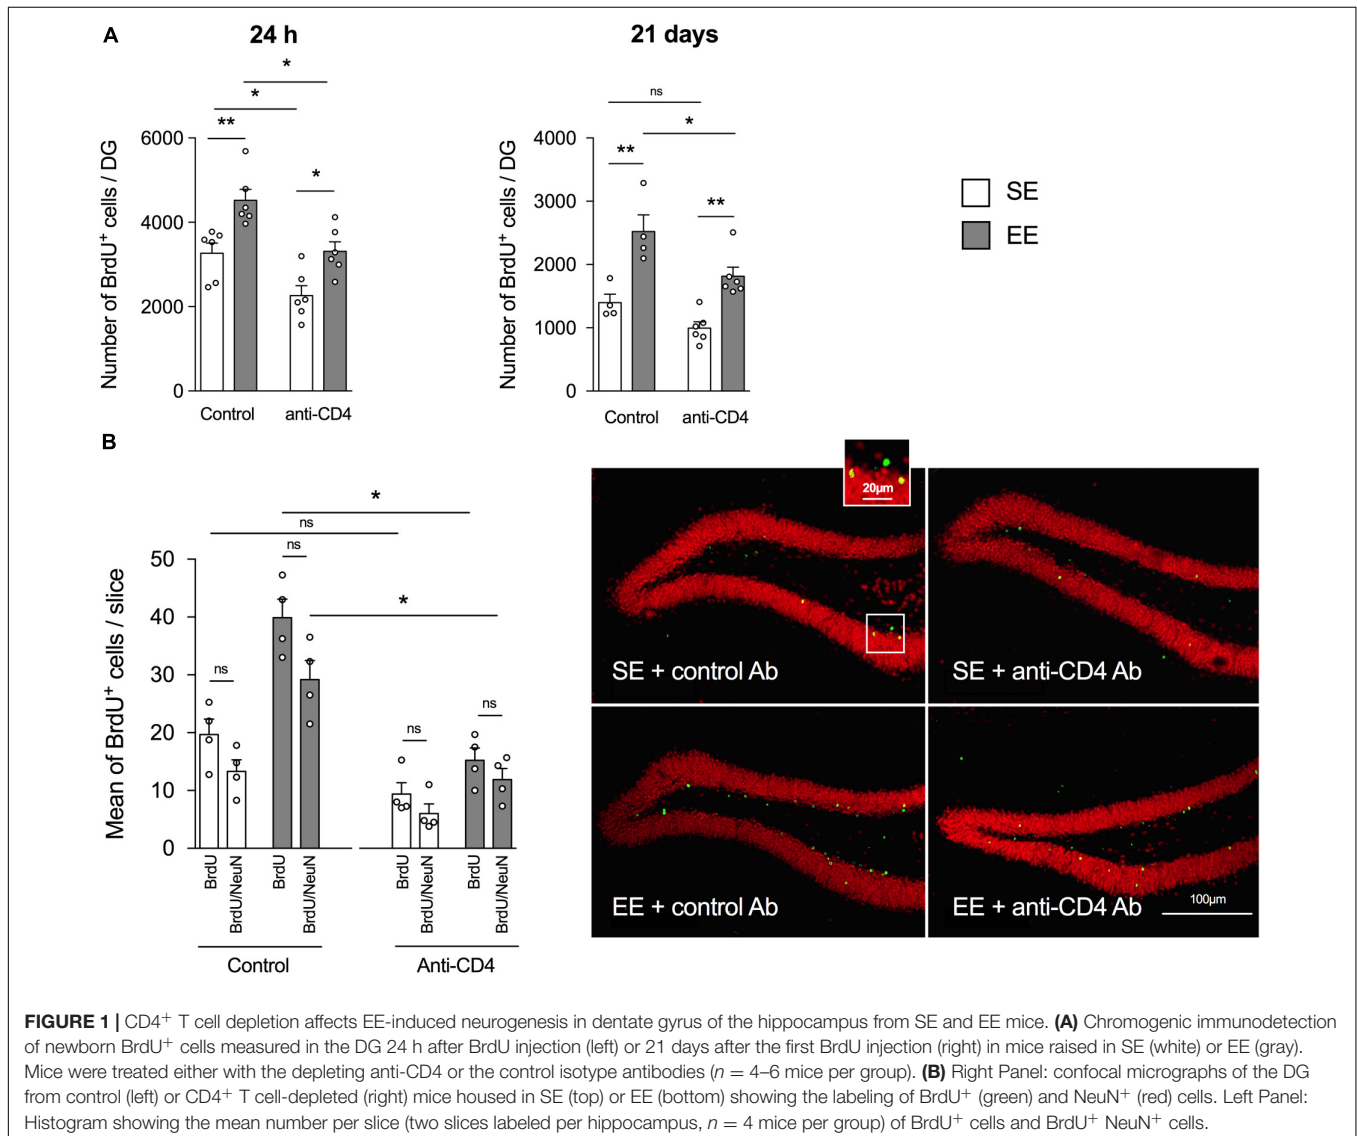 A
24 h
21 days
*
*
**
*
Number of BrdU+ cells / DG
6000
4000
2000
0
Control
anti-CD4
ns
*
**
**
Number of BrdU+ cells / DG
4000
3000
2000
1000
0
Control
anti-CD4
SE
EE
B
*
ns
ns
*
ns
ns
ns
Mean of BrdU+ cells / slice
50
40
30
20
10
0
BrdU
BrdU/NeuN
BrdU
BrdU/NeuN
BrdU
BrdU/NeuN
BrdU
BrdU/NeuN
Control
Anti-CD4
20µm
SE + control Ab
SE + anti-CD4 Ab
EE + control Ab
EE + anti-CD4 Ab
100µm
FIGURE 1 | CD4+ T cell depletion affects EE-induced neurogenesis in dentate gyrus of the hippocampus from SE and EE mice. (A) Chromogenic immunodetection
of newborn BrdU+ cells measured in the DG 24 h after BrdU injection (left) or 21 days after the first BrdU injection (right) in mice raised in SE (white) or EE (gray).
Mice were treated either with the depleting anti-CD4 or the control isotype antibodies (n = 4–6 mice per group). (B) Right Panel: confocal micrographs of the DG
from control (left) or CD4+ T cell-depleted (right) mice housed in SE (top) or EE (bottom) showing the labeling of BrdU+ (green) and NeuN+ (red) cells. Left Panel:
Histogram showing the mean number per slice (two slices labeled per hippocampus, n = 4 mice per group) of BrdU+ cells and BrdU+ NeuN+ cells.